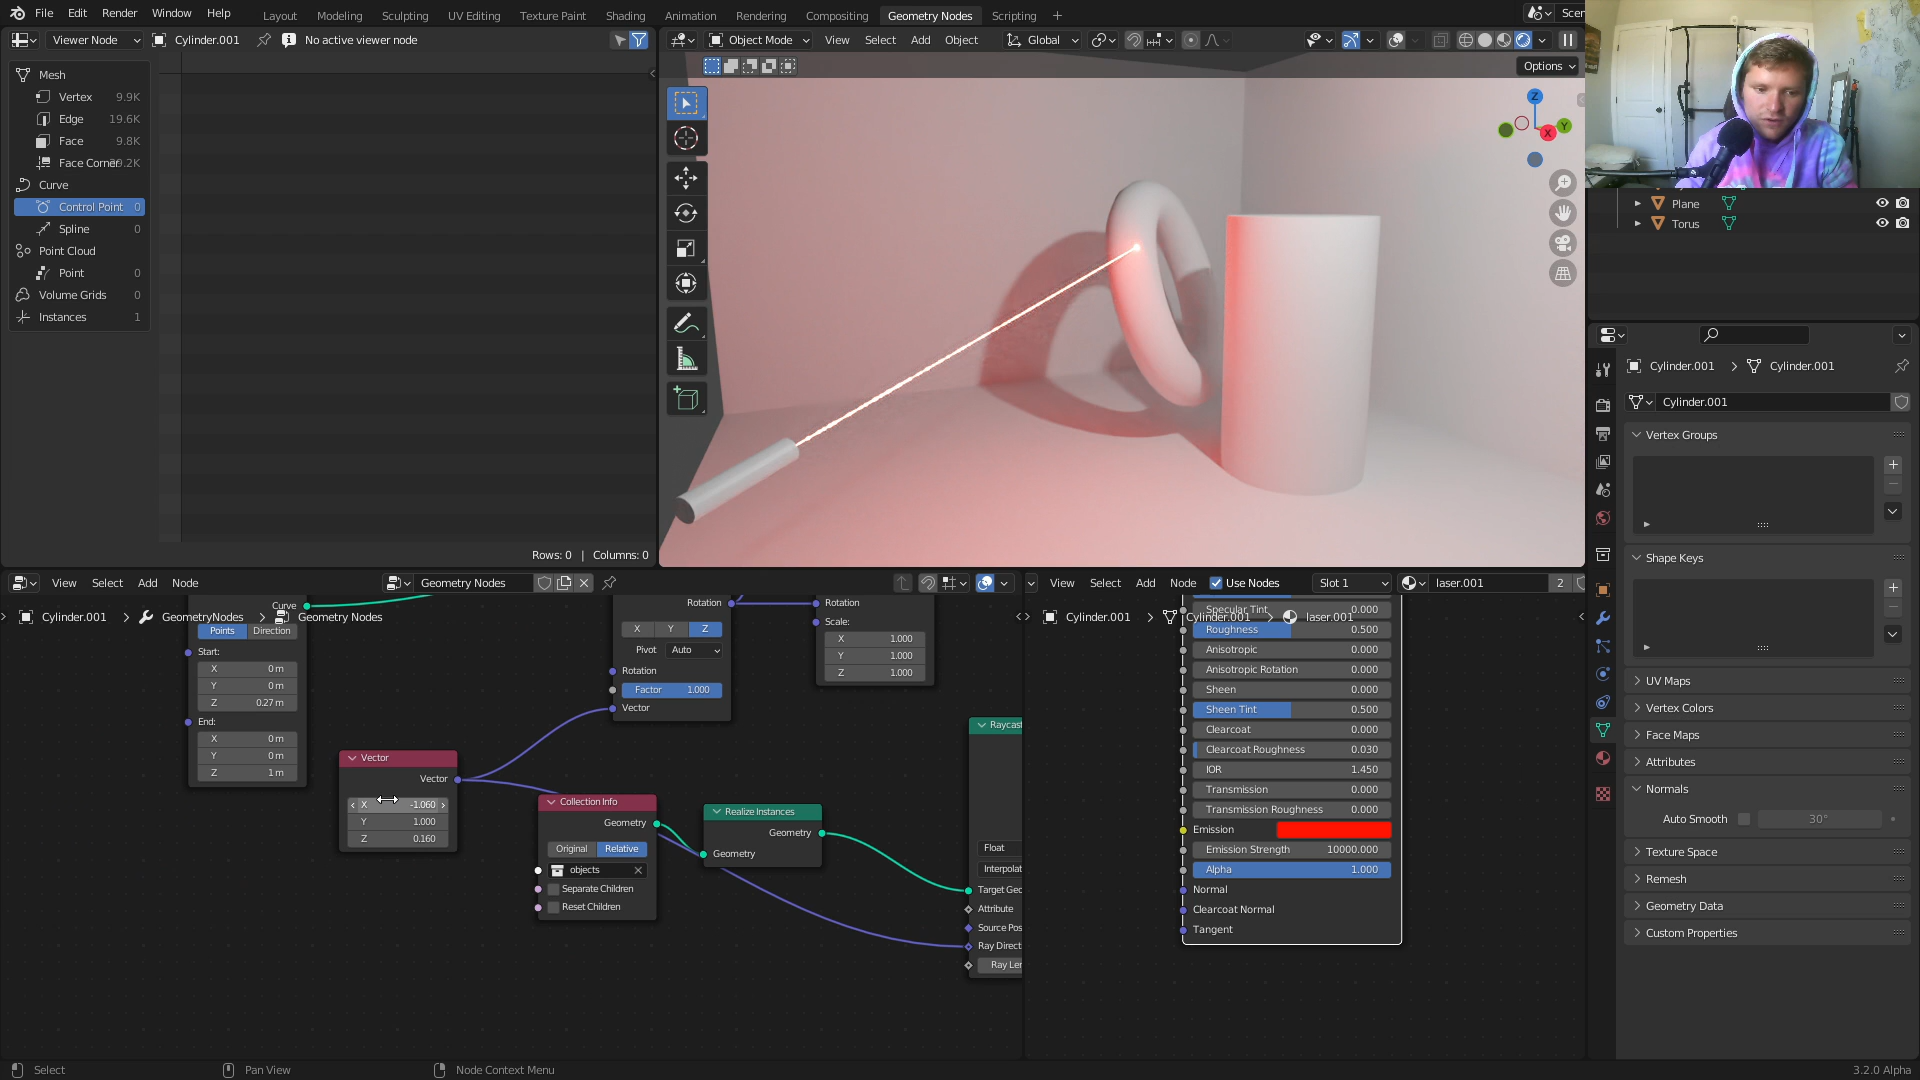 File Edit Render Window Help Layout Modeling Sculpting UV Editing Texture Paint Shading Animation Rendering Compositing Geometry Nodes Scripting + Scen
Viewer Node Cylinder.001 No active viewer node
Object Mode View Select Add Object Global
Options
Mesh
Vertex 9.9K
Edge 19.6K
Face 9.8K
Face Corner
Curve
Control Point 0
Spline 0
Point Cloud
Point 0
Volume Grids 0
Instances 1
Rows: 0 | Columns: 0
Z
X
Y
Plane
Torus
Cylinder.001 > Cylinder.001
Cylinder.001
Vertex Groups
Shape Keys
UV Maps
Vertex Colors
Face Maps
Attributes
Normals
Auto Smooth 30°
Texture Space
Remesh
Geometry Data
Custom Properties
View Select Add Node Geometry Nodes
Cylinder.001 > GeometryNodes > Geometry Nodes
Curve
Points Direction
Start:
X 0 m
Y 0 m
Z 0.27 m
End:
X 0 m
Y 0 m
Z 1 m
Vector
Vector
X -1.060
Y 1.000
Z 0.160
Rotation
X Y Z
Pivot Auto
Rotation
Factor 1.000
Vector
Rotation
Scale:
X 1.000
Y 1.000
Z 1.000
Collection Info
Geometry
Original Relative
objects
Separate Children
Reset Children
Realize Instances
Geometry
Geometry
Raycast
Float
Interpolat
Target Geo
Attribute
Source Pos
Ray Direct
Ray Len
View Select Add Node Use Nodes Slot 1 laser.001 2
Cylinder.001 > Cylinder.001 > laser.001
Specular Tint 0.000
Roughness 0.500
Anisotropic 0.000
Anisotropic Rotation 0.000
Sheen 0.000
Sheen Tint 0.500
Clearcoat 0.000
Clearcoat Roughness 0.030
IOR 1.450
Transmission 0.000
Transmission Roughness 0.000
Emission
Emission Strength 10000.000
Alpha 1.000
Normal
Clearcoat Normal
Tangent
Select Pan View Node Context Menu 3.2.0 Alpha